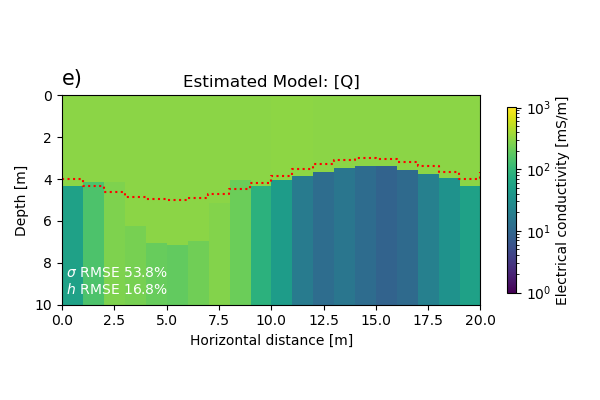 e)
Estimated Model: [Q]
0
2
4
6
8
10
Depth [m]
σ RMSE 53.8%
h RMSE 16.8%
0.0 2.5 5.0 7.5 10.0 12.5 15.0 17.5 20.0
Horizontal distance [m]
10³
10²
10¹
10⁰
Electrical conductivity [mS/m]